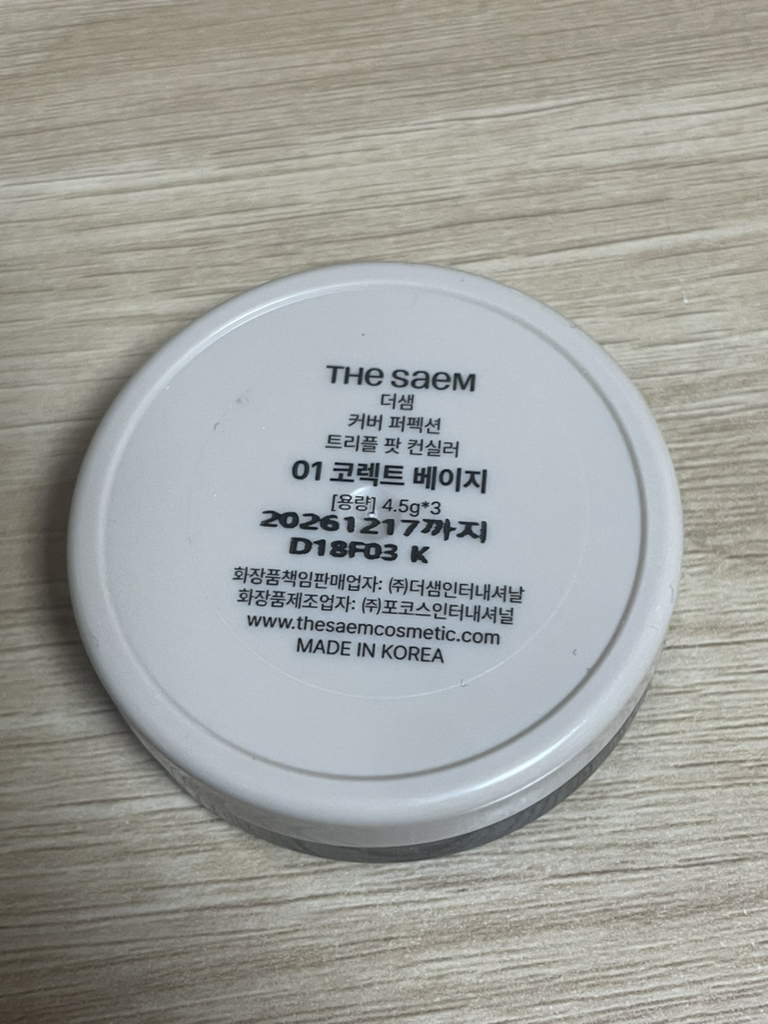 THE SAEM
더샘
커버 퍼펙션
트리플 팟 컨실러
01 코렉트 베이지
[용량] 4.5g*3
20261217까지
D18F03 K
화장품책임판매업자: ㈜더샘인터내셔날
화장품제조업자: ㈜포코스인터내셔널
www.thesaemcosmetic.com
MADE IN KOREA